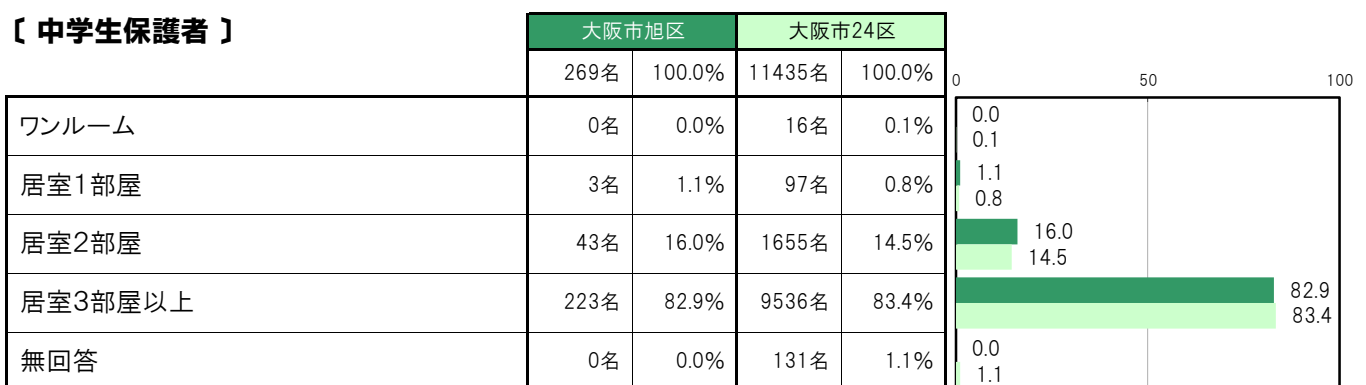 〔 中学生保護者 〕
大阪市旭区 大阪市24区
269名 100.0% 11435名 100.0%
0 50 100
ワンルーム 0名 0.0% 16名 0.1%
0.0
0.1
居室1部屋 3名 1.1% 97名 0.8%
1.1
0.8
居室2部屋 43名 16.0% 1655名 14.5%
16.0
14.5
居室3部屋以上 223名 82.9% 9536名 83.4%
82.9
83.4
無回答 0名 0.0% 131名 1.1%
0.0
1.1